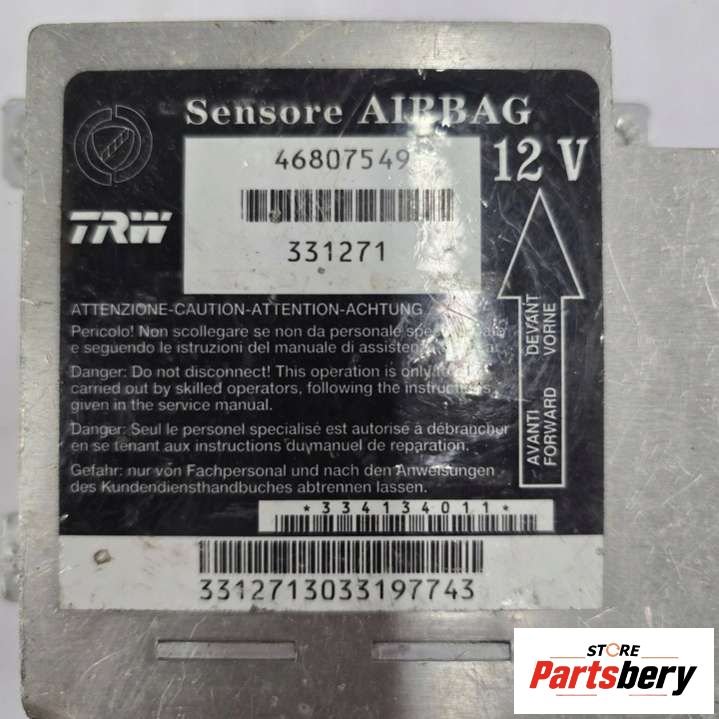 Sensore AIRBAG
46807549
12 V
TRW
331271
ATTENZIONE-CAUTION-ATTENTION-ACHTUNG
Pericolo! Non scollegare se non da personale
e seguendo le istruzioni del manuale di
Danger: Do not disconnect! This operation is only
carried out by skilled operators, following the
given in the service manual.
Danger: Seul le personel specialisé est autorisé à débrancher
en se tenant aux instructions du manuel de reparation.
Gefahr: nur von Fachpersonal und nach den Anweisungen
des Kundendiensthandbuches abtrennen lassen.
AVANTI DEVANT
FORWARD VORNE
*334134011*
3312713033197743
STORE
Partsbery